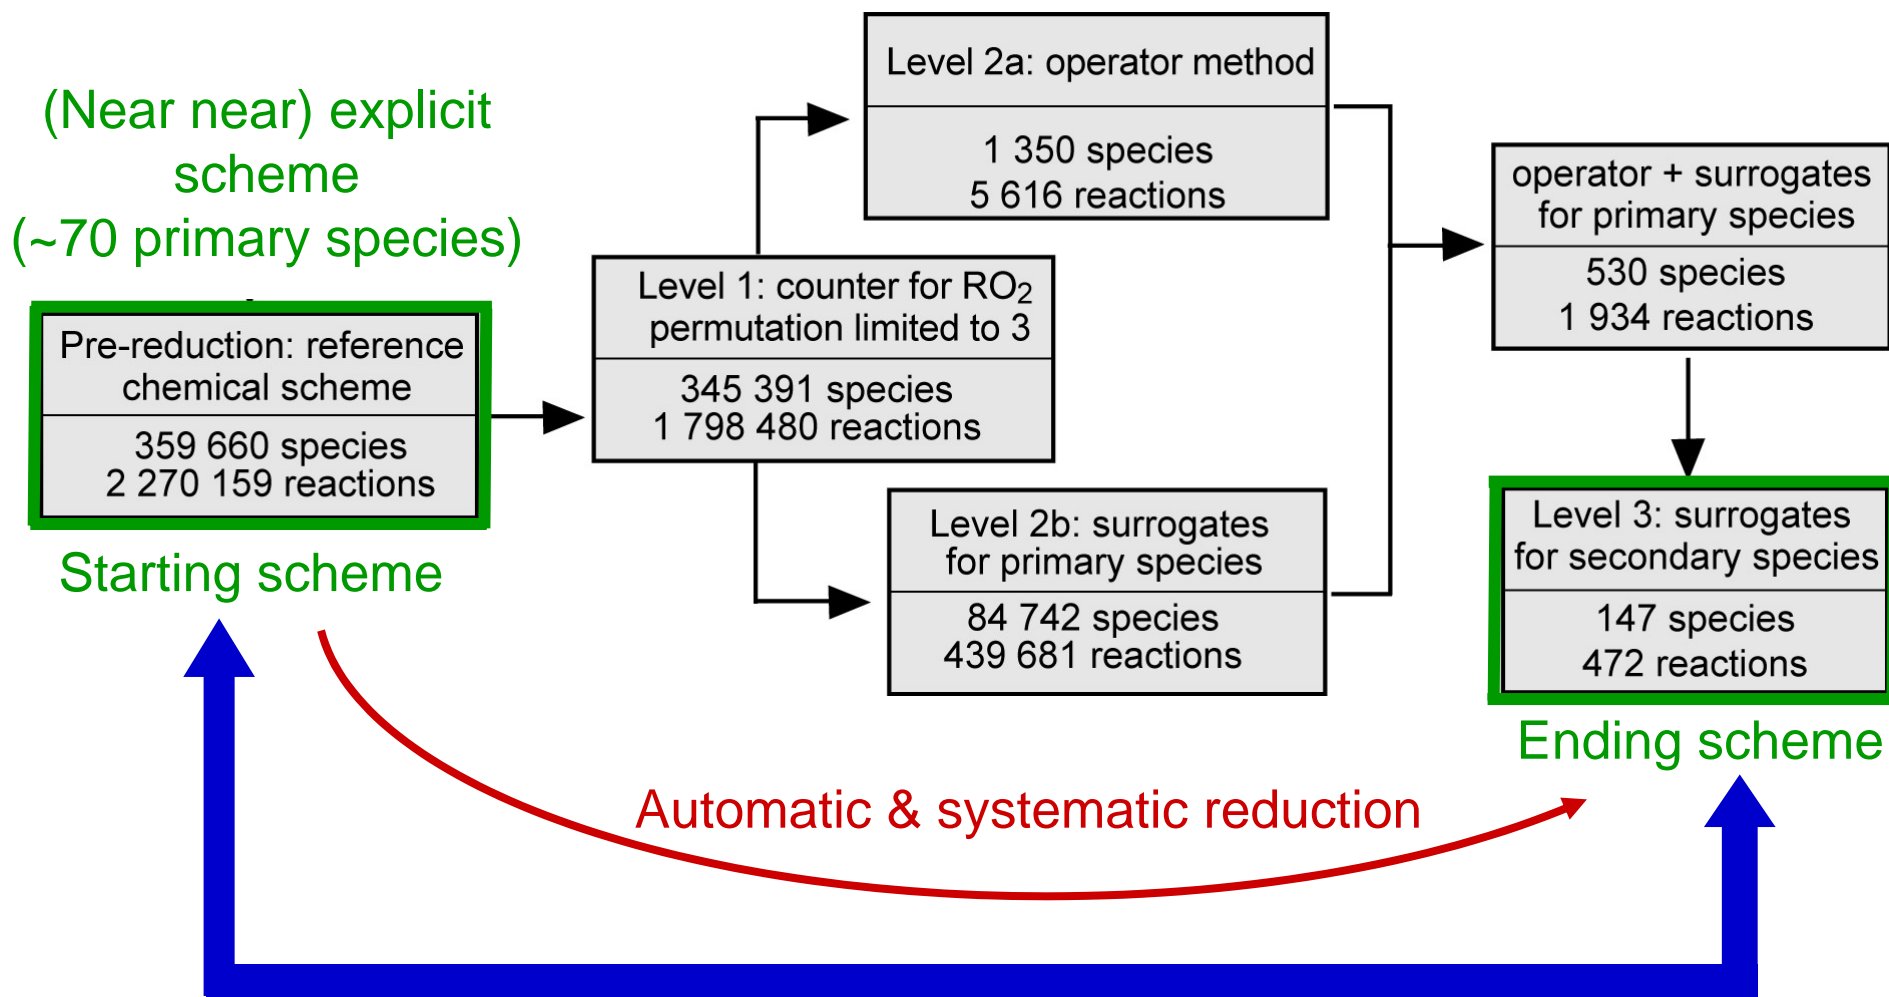 (Near near) explicit
scheme
(~70 primary species)
Pre-reduction: reference
chemical scheme
359 660 species
2 270 159 reactions
Starting scheme
Level 1: counter for RO₂
permutation limited to 3
345 391 species
1 798 480 reactions
Level 2a: operator method
1 350 species
5 616 reactions
Level 2b: surrogates
for primary species
84 742 species
439 681 reactions
operator + surrogates
for primary species
530 species
1 934 reactions
Level 3: surrogates
for secondary species
147 species
472 reactions
Ending scheme
Automatic & systematic reduction